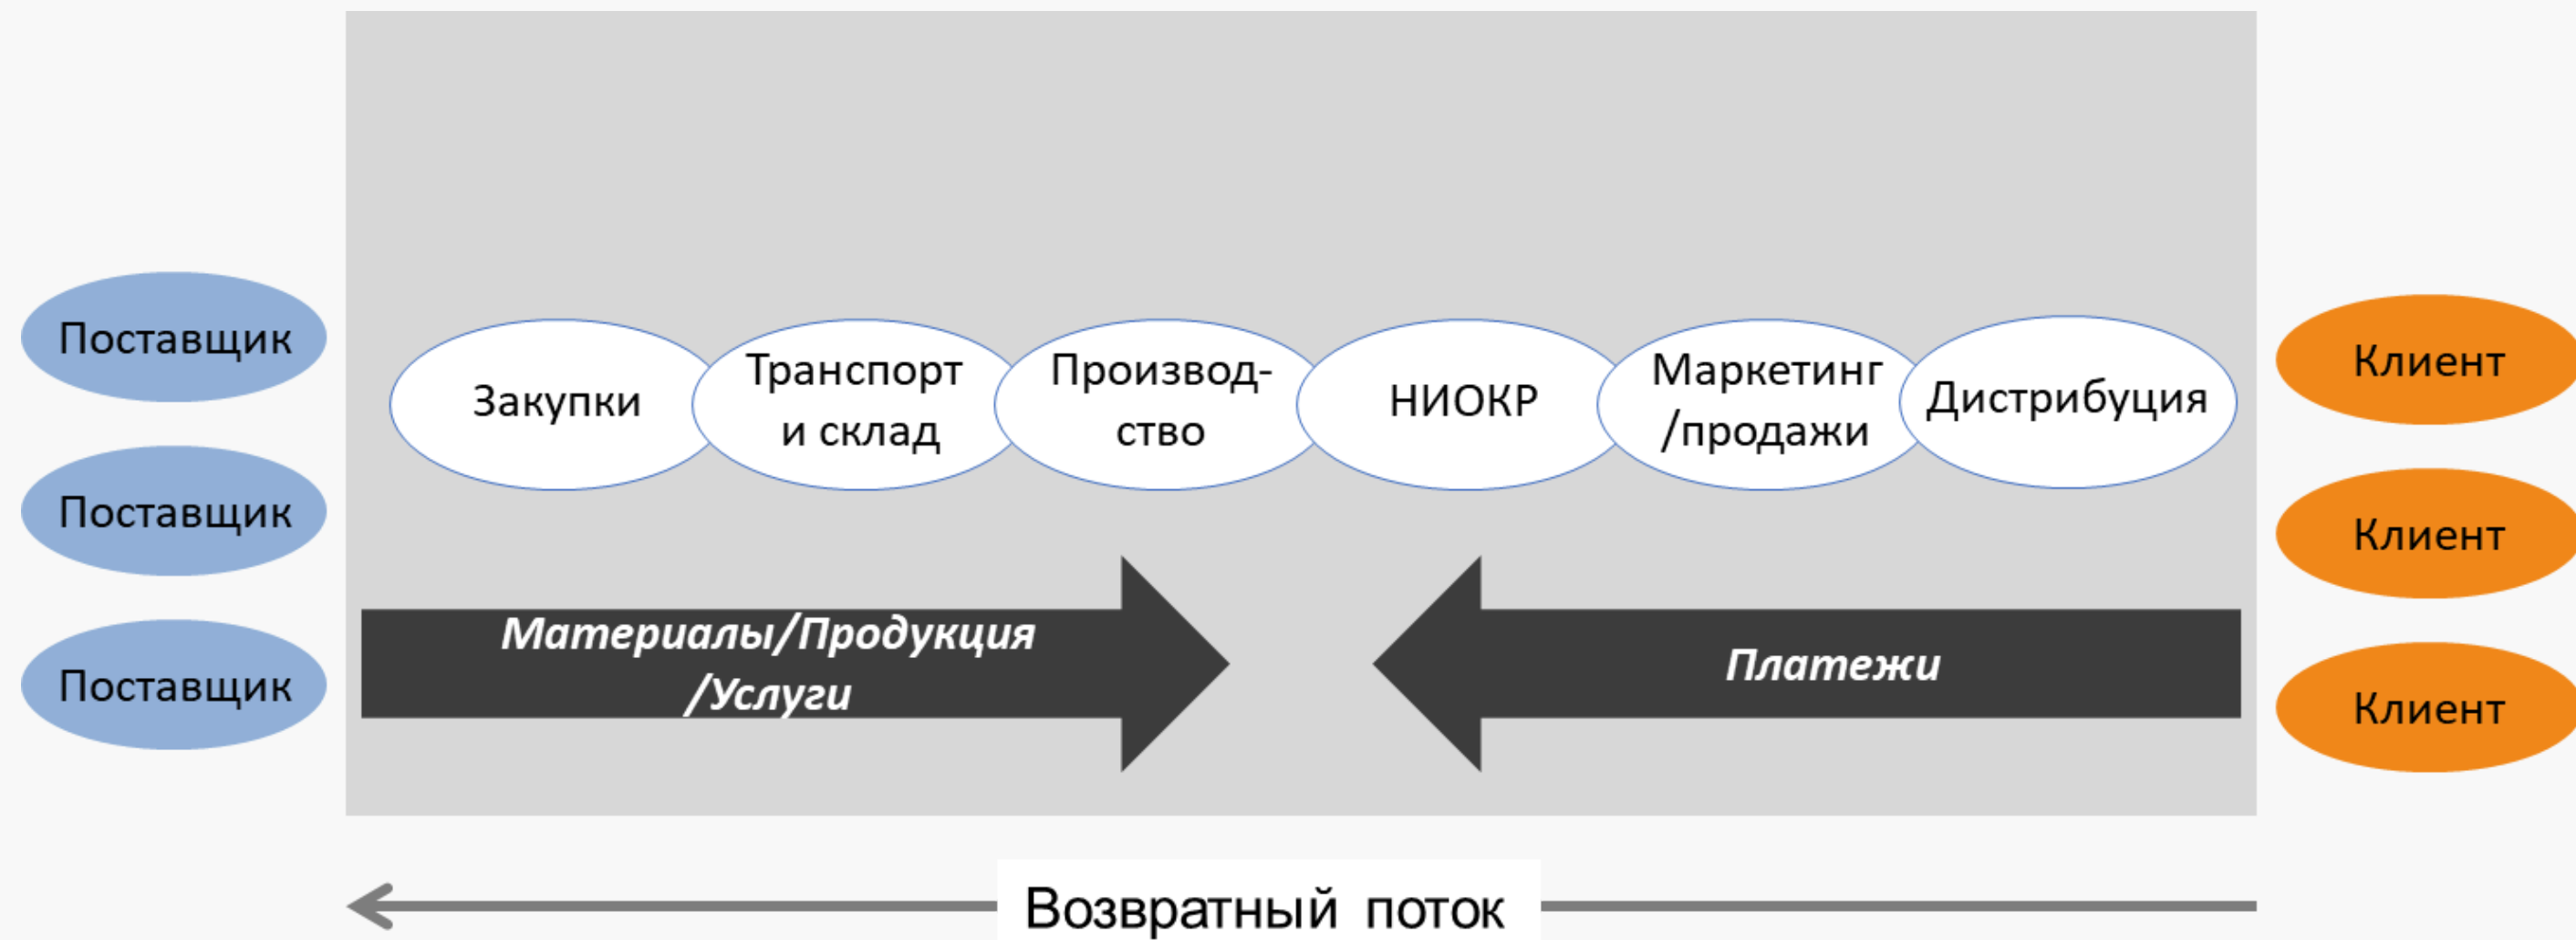 Поставщик
Поставщик
Поставщик
Закупки
Транспорт
и склад
Производ-
ство
НИОКР
Маркетинг
/продажи
Дистрибуция
Клиент
Клиент
Клиент
Материалы/Продукция
/Услуги
Платежи
Возвратный поток